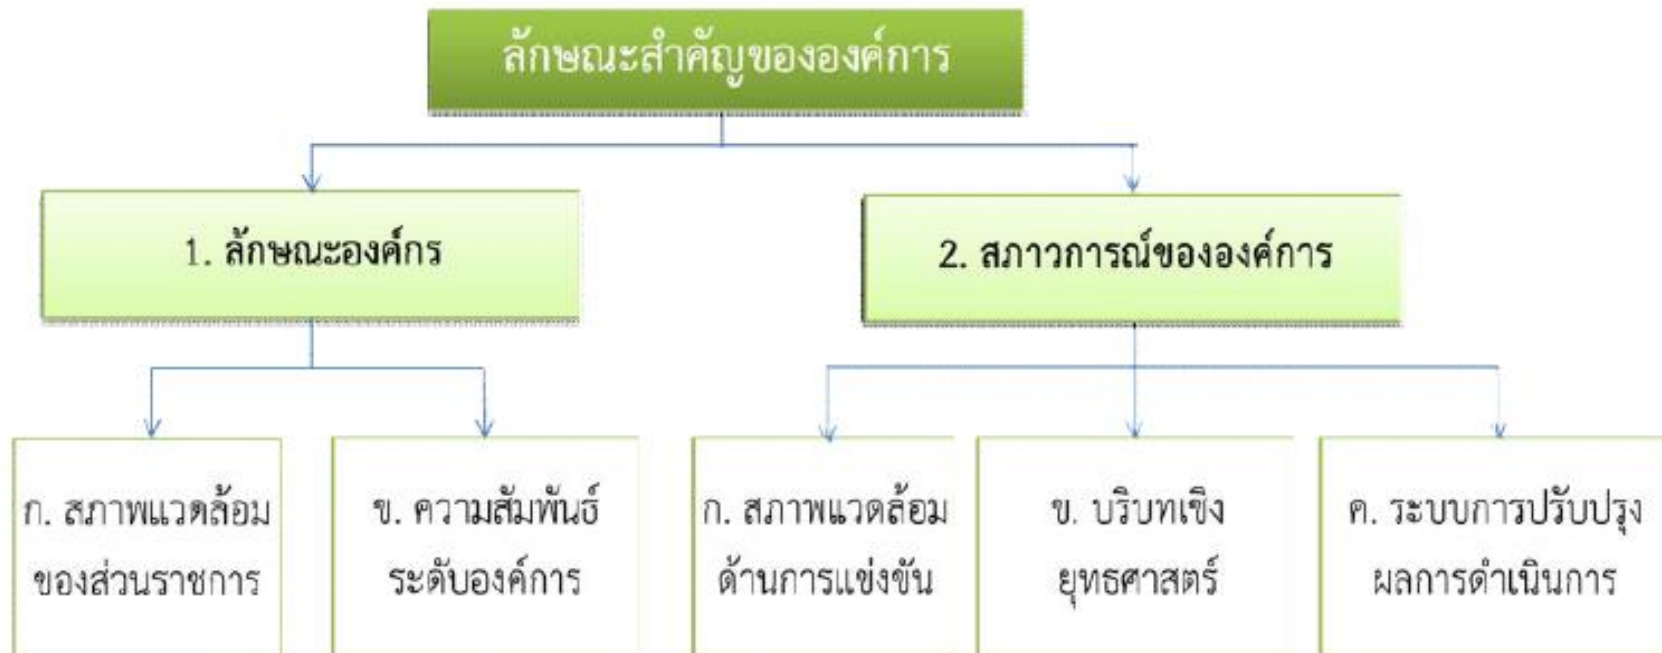 ลักษณะสำคัญขององค์การ
1. ลักษณะองค์กร
2. สภาวการณ์ขององค์การ
ก. สภาพแวดล้อม
ของส่วนราชการ
ข. ความสัมพันธ์
ระดับองค์การ
ก. สภาพแวดล้อม
ด้านการแข่งขัน
ข. บริบทเชิง
ยุทธศาสตร์
ค. ระบบการปรับปรุง
ผลการดำเนินการ